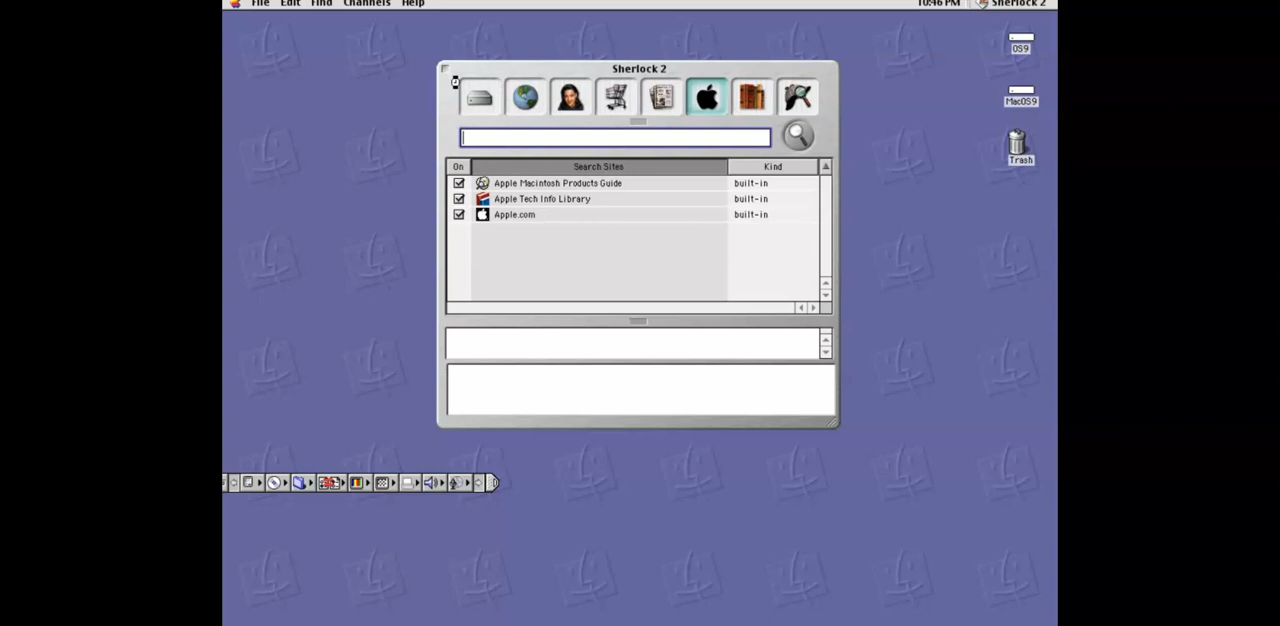 File Edit Find Channels Help 10:46 PM Sherlock 2
OS9
Sherlock 2
MacOS9
Trash
On Search Sites Kind
Apple Macintosh Products Guide built-in
Apple Tech Info Library built-in
Apple.com built-in